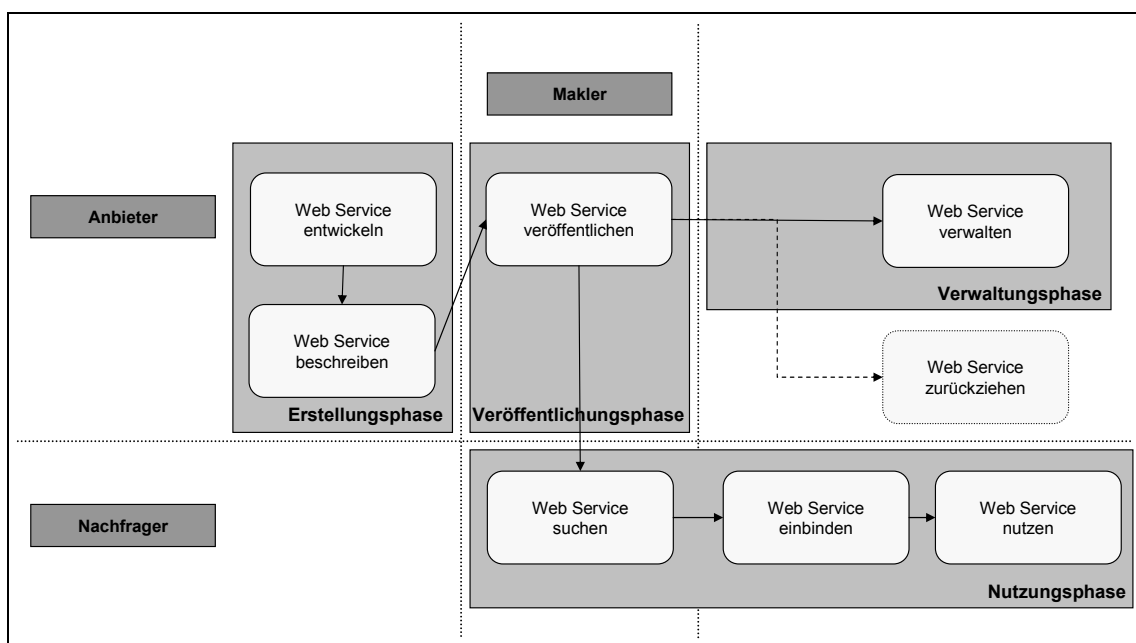 Makler
Anbieter
Web Service
entwickeln
Web Service
beschreiben
Erstellungsphase
Web Service
veröffentlichen
Veröffentlichungsphase
Web Service
verwalten
Verwaltungsphase
Web Service
zurückziehen
Nachfrager
Web Service
suchen
Web Service
einbinden
Web Service
nutzen
Nutzungsphase